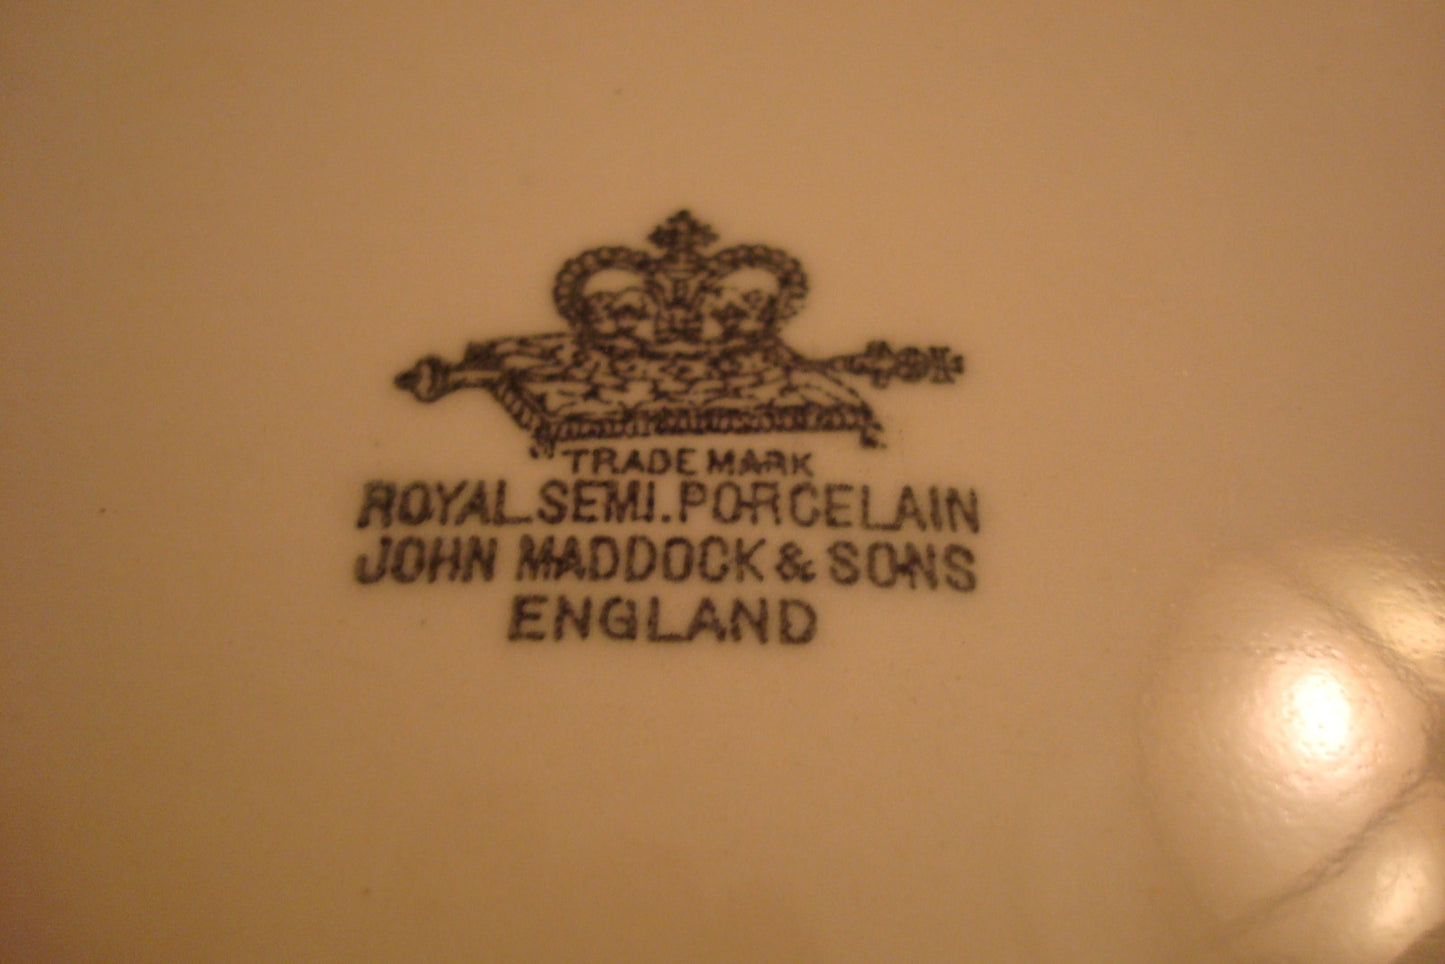 TRADE MARK
ROYAL SEMI.PORCELAIN
JOHN MADDOCK & SONS
ENGLAND